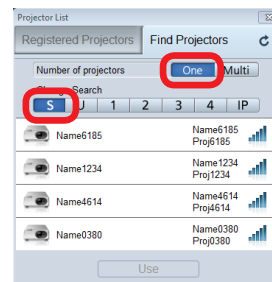 Projector List
Registered Projectors Find Projectors
Number of projectors One Multi
Change Search
S U 1 2 3 4 IP
Name6185 Name6185
Proj6185
Name1234 Name1234
Proj1234
Name4614 Name4614
Proj4614
Name0380 Name0380
Proj0380
Use